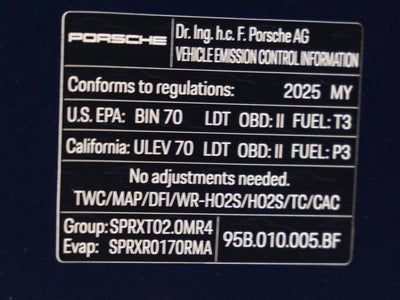 PORSCHE
Dr. Ing. h.c. F. Porsche AG
VEHICLE EMISSION CONTROL INFORMATION
Conforms to regulations: 2025 MY
U.S. EPA: BIN 70 LDT OBD: II FUEL: T3
California: ULEV 70 LDT OBD: II FUEL: P3
No adjustments needed.
TWC/MAP/DFI/WR-HO2S/HO2S/TC/CAC
Group: SPRXT02.0MR4
Evap: SPRXR0170RMA
95B.010.005.BF